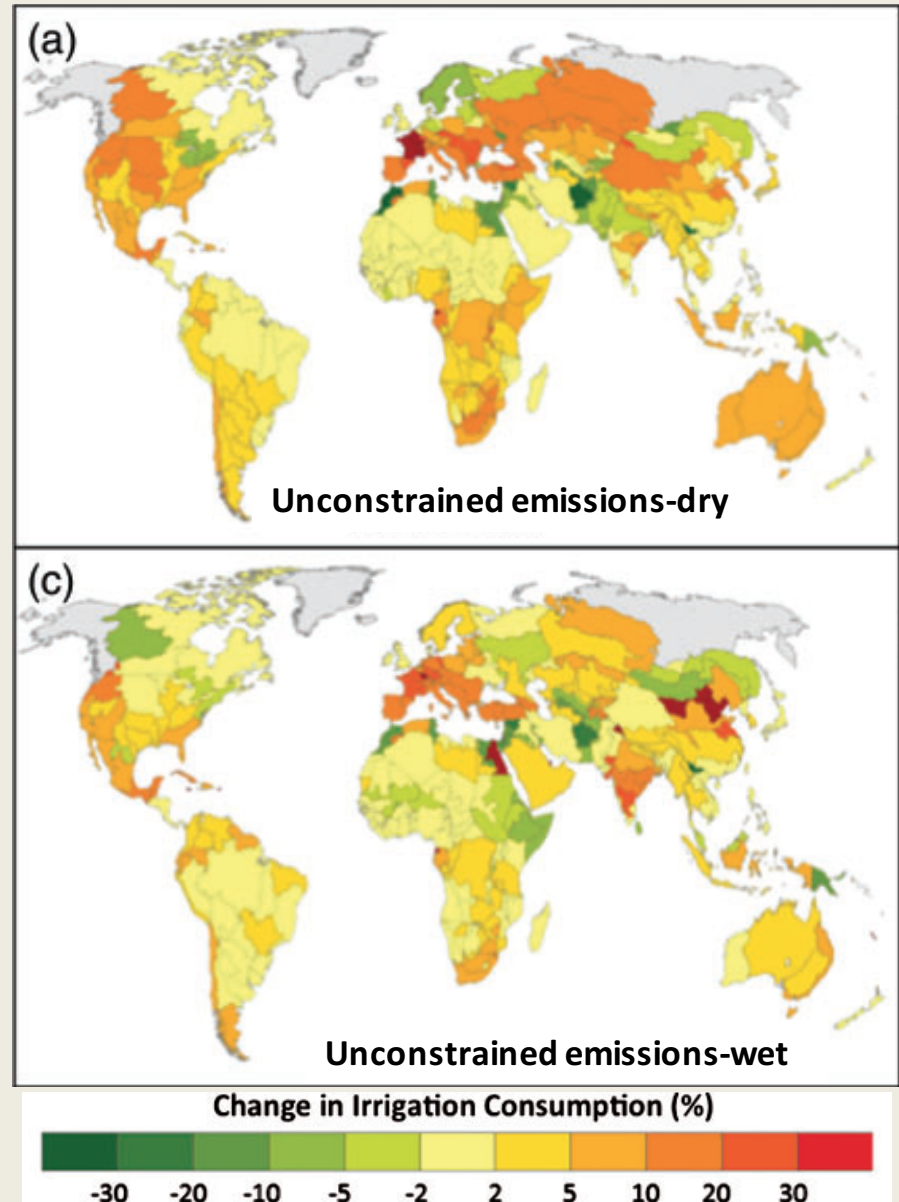 (a)
Unconstrained emissions-dry
(c)
Unconstrained emissions-wet
Change in Irrigation Consumption (%)
-30 -20 -10 -5 -2 2 5 10 20 30